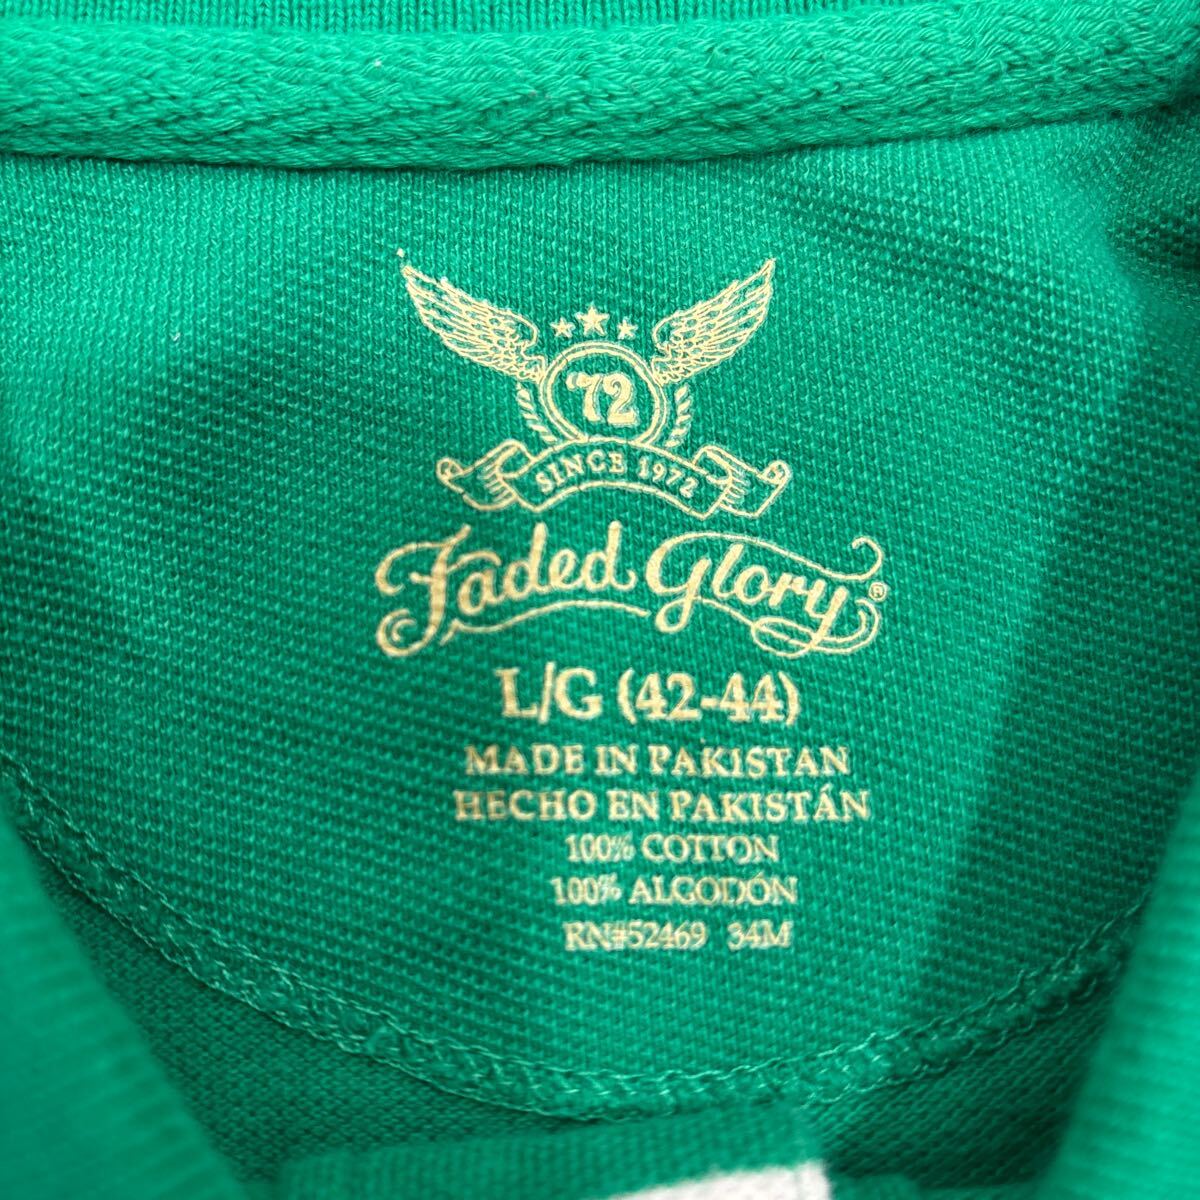 '72
SINCE 1972
Faded Glory®
L/G (42-44)
MADE IN PAKISTAN
HECHO EN PAKISTÁN
100% COTTON
100% ALGODÓN
RN#52469 34M